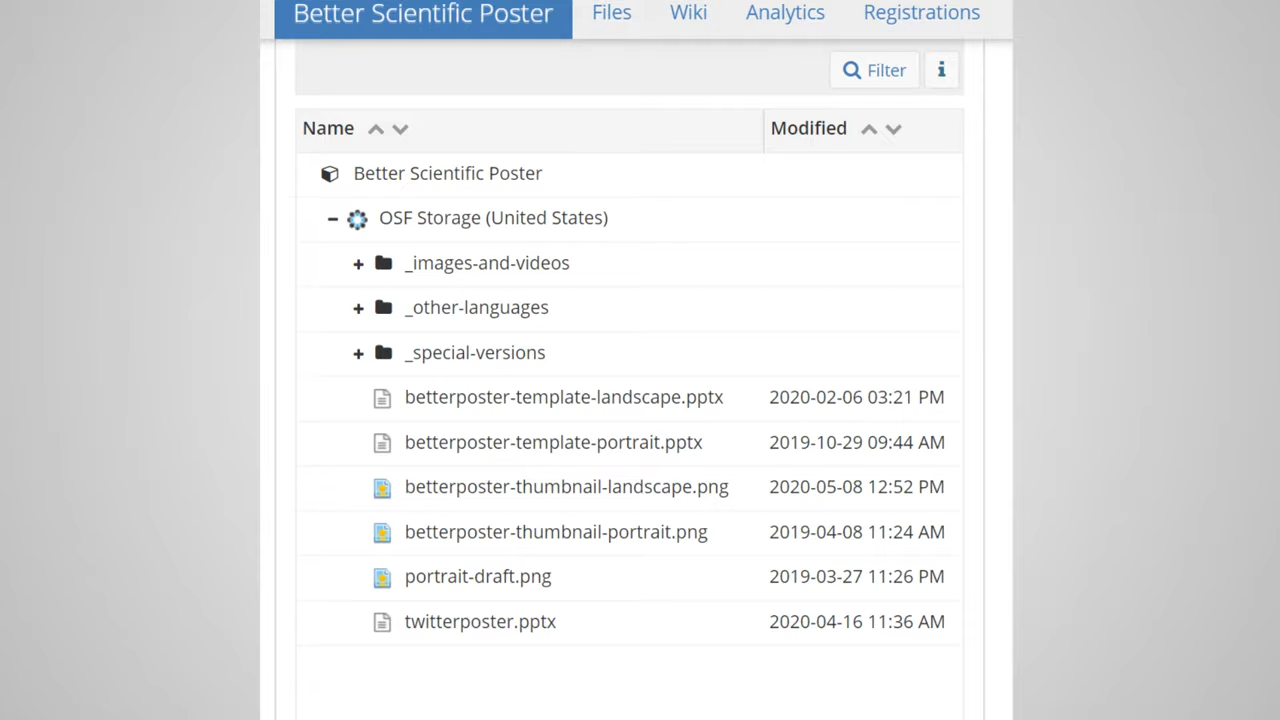 Better Scientific Poster Files Wiki Analytics Registrations
Filter
Name Modified
Better Scientific Poster
OSF Storage (United States)
_images-and-videos
_other-languages
_special-versions
betterposter-template-landscape.pptx 2020-02-06 03:21 PM
betterposter-template-portrait.pptx 2019-10-29 09:44 AM
betterposter-thumbnail-landscape.png 2020-05-08 12:52 PM
betterposter-thumbnail-portrait.png 2019-04-08 11:24 AM
portrait-draft.png 2019-03-27 11:26 PM
twitterposter.pptx 2020-04-16 11:36 AM